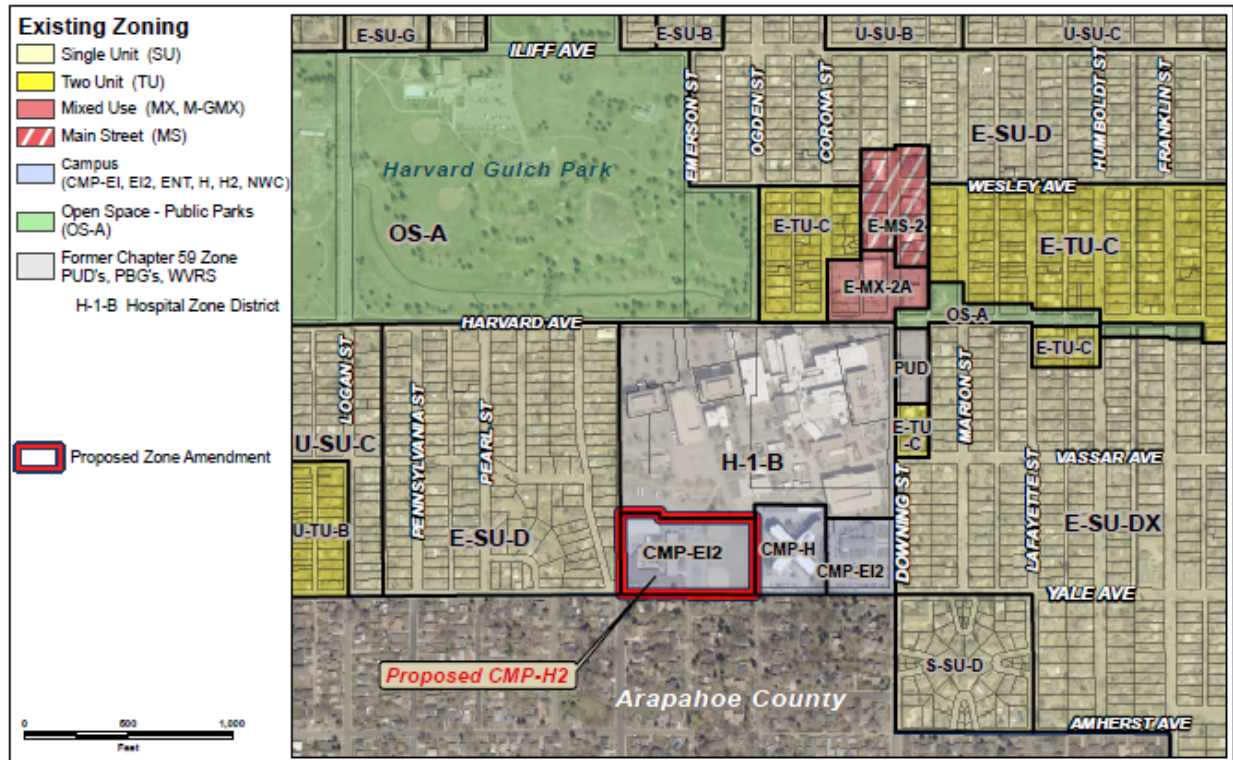 Existing Zoning
Single Unit (SU)
Two Unit (TU)
Mixed Use (MX, M-GMX)
Main Street (MS)
Campus
(CMP-EI, EI2, ENT, H, H2, NWC)
Open Space - Public Parks
(OS-A)
Former Chapter 59 Zone
PUD's, PBG's, WVRS
H-1-B Hospital Zone District
Proposed Zone Amendment
0 500 1,000
Feet
E-SU-G
ILIFF AVE
E-SU-B
U-SU-B
U-SU-C
EMERSON ST
OGDEN ST
CORONA ST
E-SU-D
HUMBOLDT ST
FRANKLIN ST
Harvard Gulch Park
WESLEY AVE
OS-A
E-TU-C
E-MS-2
E-TU-C
E-MX-2A
OS-A
HARVARD AVE
E-TU-C
LOGAN ST
PENNSYLVANIA ST
PEARL ST
PUD
MARION ST
E-TU
-C
U-SU-C
H-1-B
VASSAR AVE
DOWNING ST
LAFAYETTE ST
U-TU-B
E-SU-D
E-SU-DX
CMP-EI2
CMP-H
CMP-EI2
YALE AVE
Proposed CMP-H2
S-SU-D
Arapahoe County
AMHERST AVE